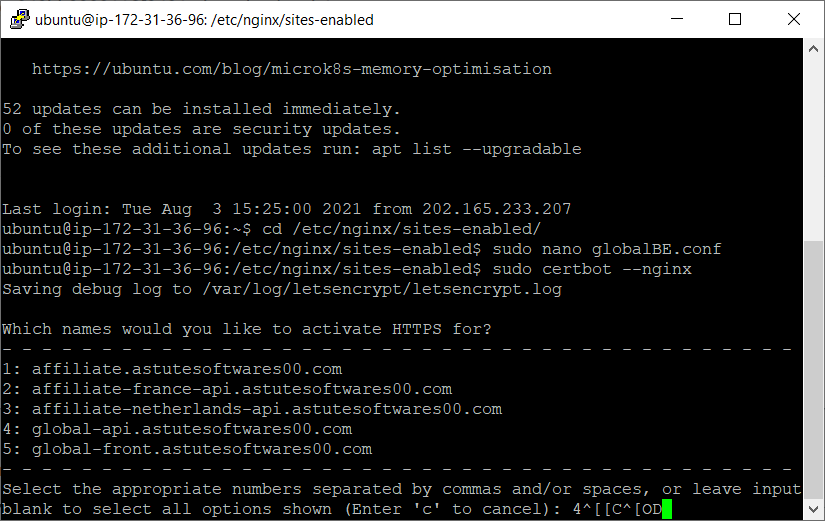 ubuntu@ip-172-31-36-96: /etc/nginx/sites-enabled
https://ubuntu.com/blog/microk8s-memory-optimisation
52 updates can be installed immediately.
0 of these updates are security updates.
To see these additional updates run: apt list --upgradable
Last login: Tue Aug  3 15:25:00 2021 from 202.165.233.207
ubuntu@ip-172-31-36-96:~$ cd /etc/nginx/sites-enabled/
ubuntu@ip-172-31-36-96:/etc/nginx/sites-enabled$ sudo nano globalBE.conf
ubuntu@ip-172-31-36-96:/etc/nginx/sites-enabled$ sudo certbot --nginx
Saving debug log to /var/log/letsencrypt/letsencrypt.log
Which names would you like to activate HTTPS for?
- - - - - - - - - - - - - - - - - - - - - - - - - - - - - - - - - - - - - - - -
1: affiliate.astutesoftwares00.com
2: affiliate-france-api.astutesoftwares00.com
3: affiliate-netherlands-api.astutesoftwares00.com
4: global-api.astutesoftwares00.com
5: global-front.astutesoftwares00.com
- - - - - - - - - - - - - - - - - - - - - - - - - - - - - - - - - - - - - - - -
Select the appropriate numbers separated by commas and/or spaces, or leave input
blank to select all options shown (Enter 'c' to cancel): 4^[[C^[OD